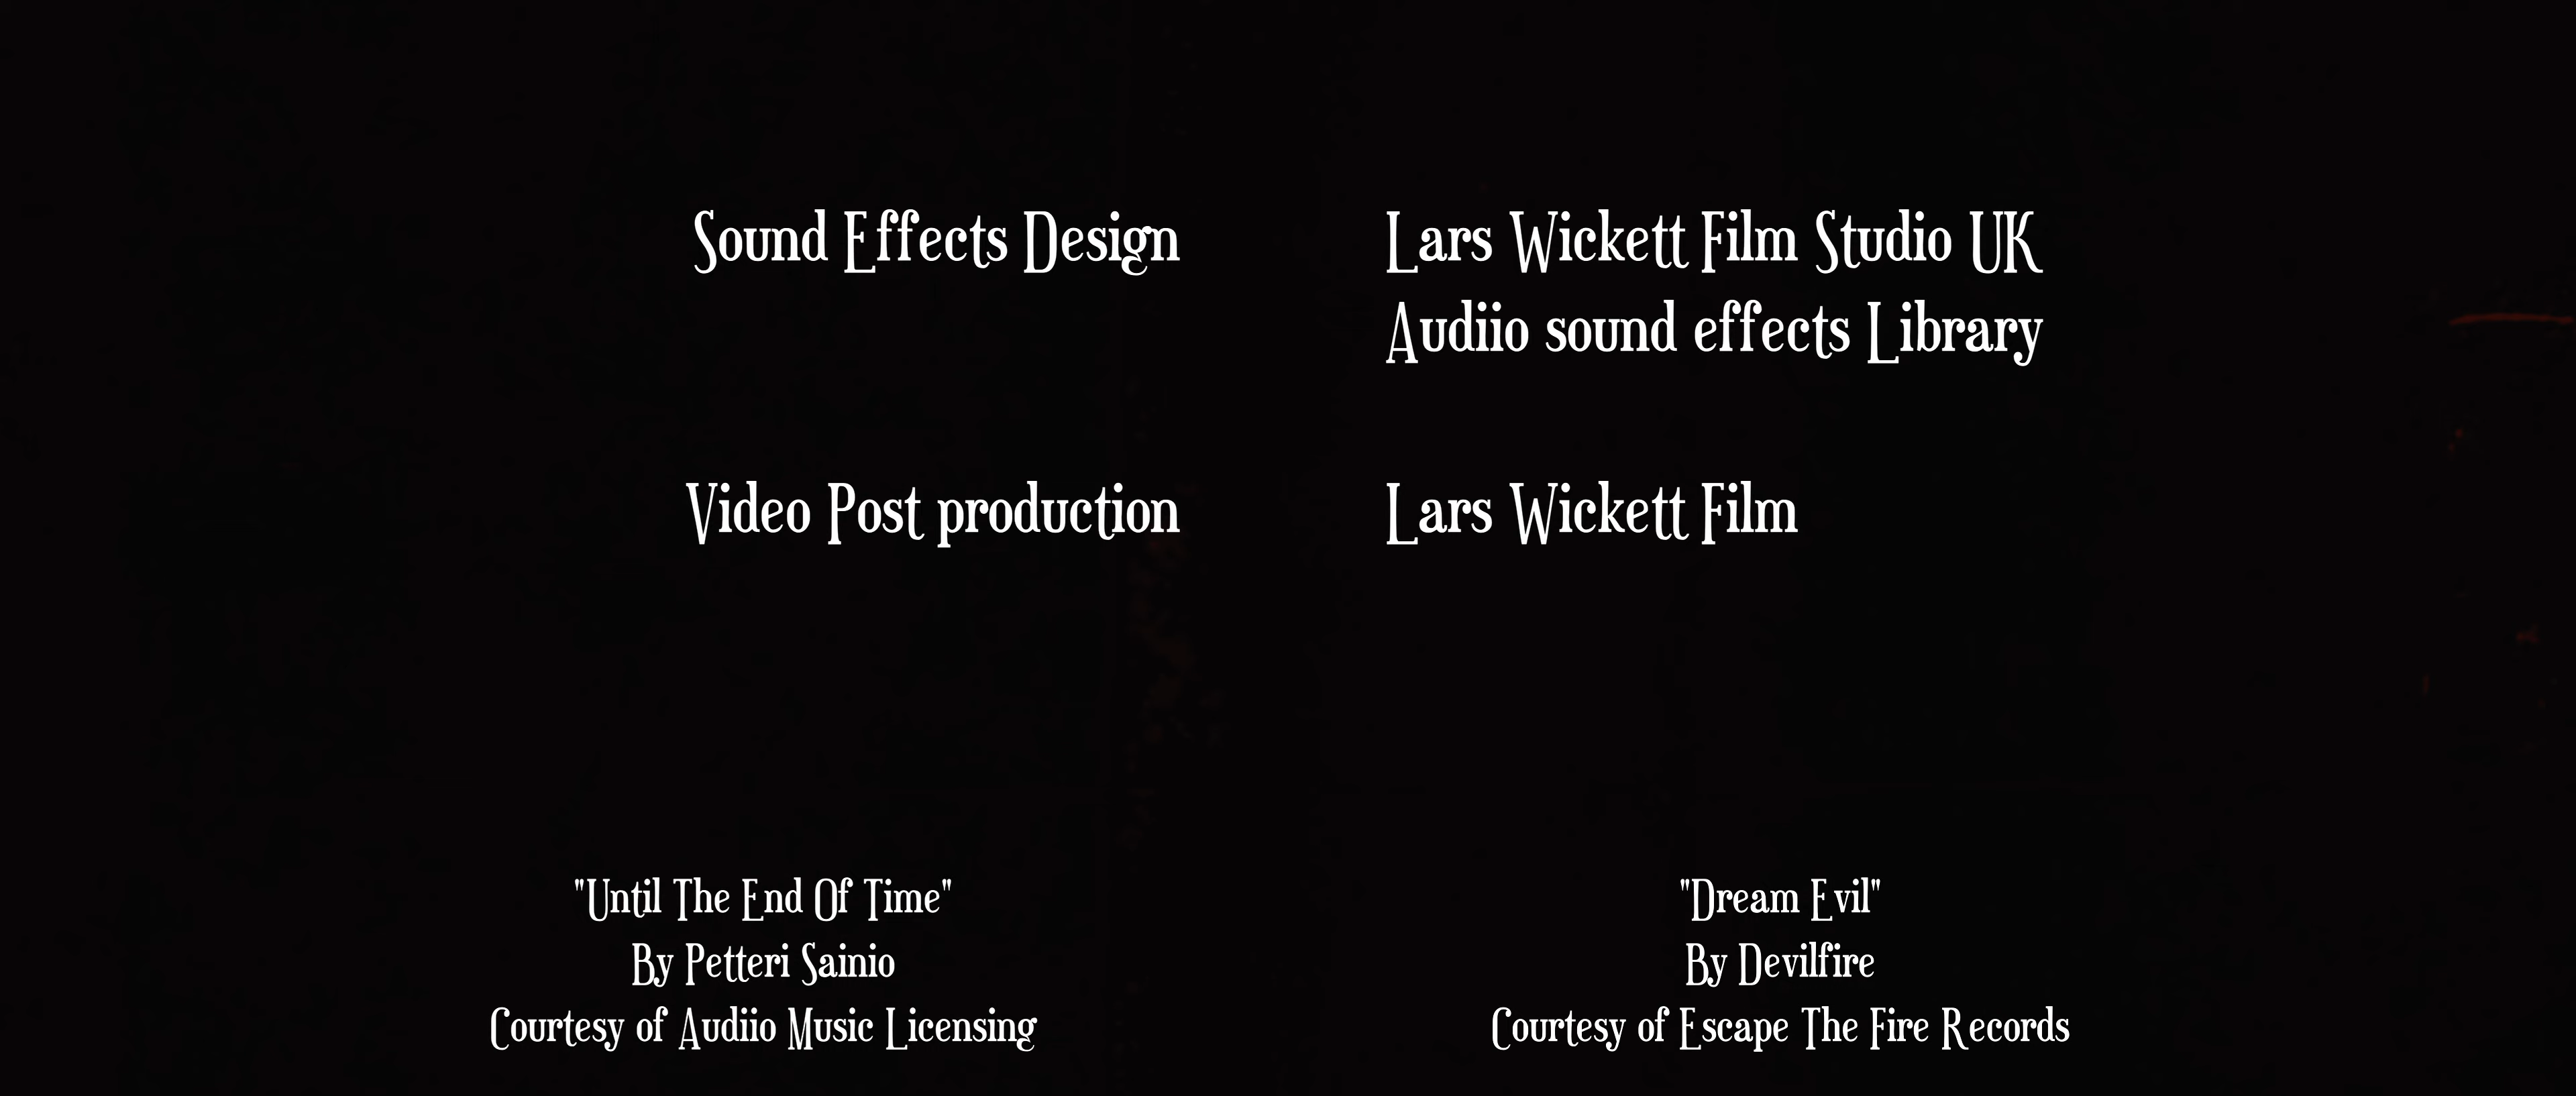 Sound Effects Design
Lars Wickett Film Studio UK
Audiio sound effects Library
Video Post production
Lars Wickett Film
"Until The End Of Time"
By Petteri Sainio
Courtesy of Audiio Music Licensing
"Dream Evil"
By Devilfire
Courtesy of Escape The Fire Records